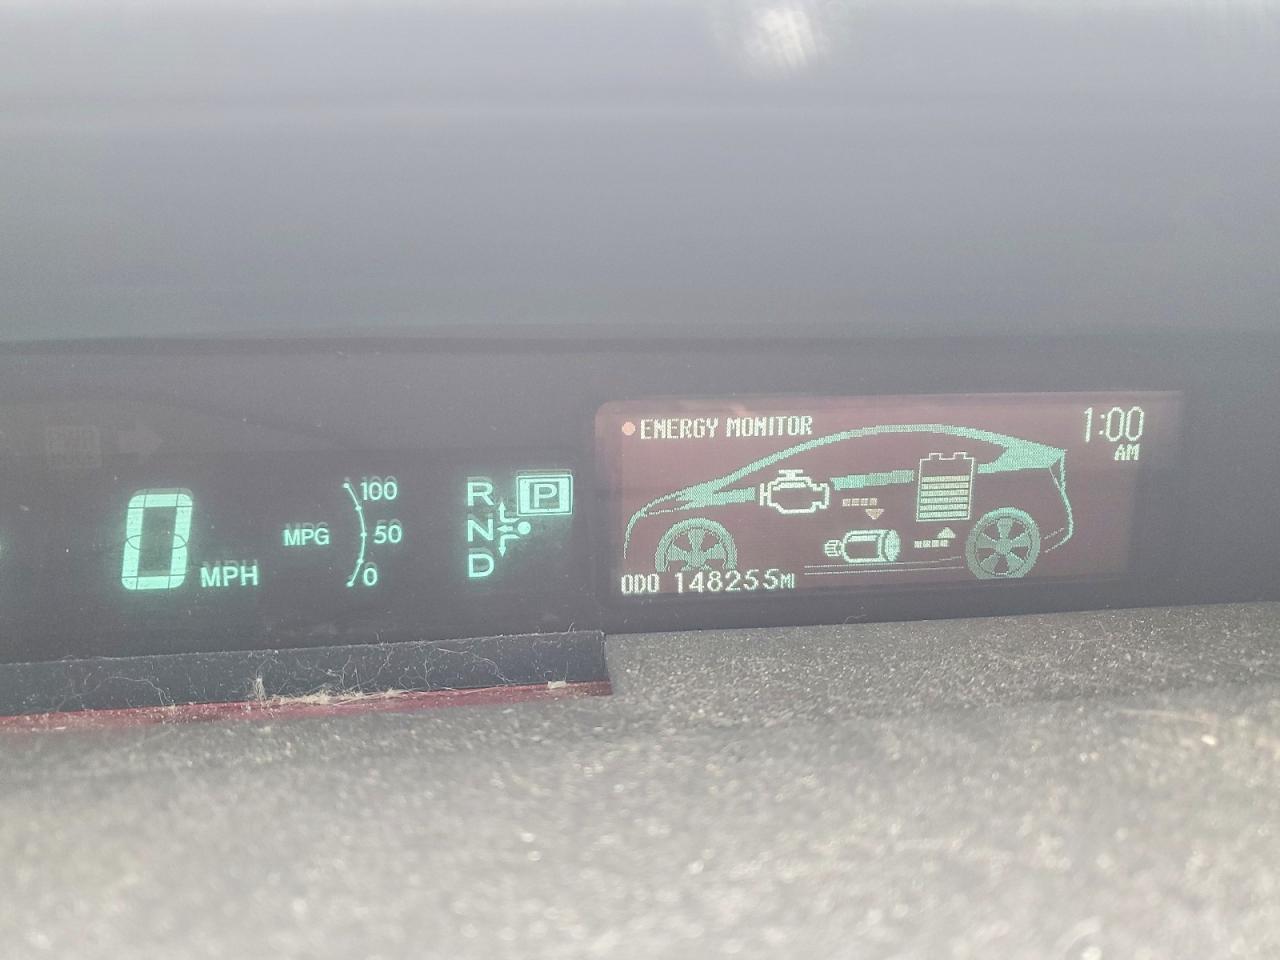 0 MPH
MPG
100
50
0
R
N
D
P
ENERGY MONITOR
1:00
AM
ODO 148255MI